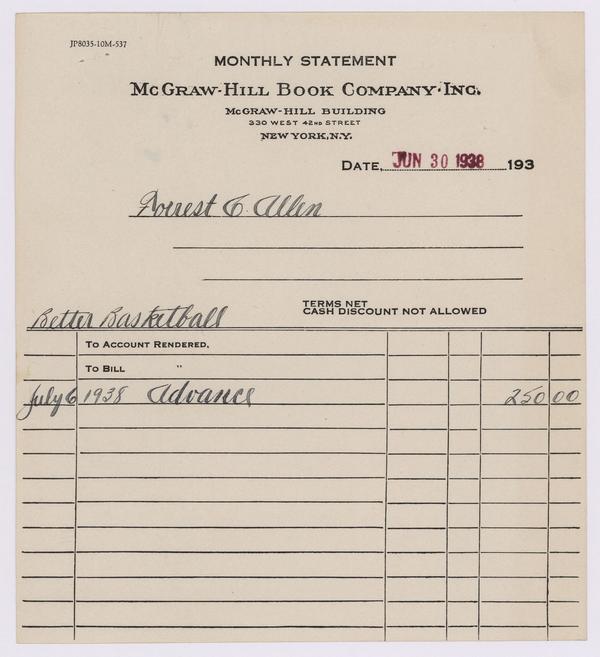 JP8035-10M-537
MONTHLY STATEMENT
MCGRAW-HILL BOOK COMPANY, INC.
MCGRAW-HILL BUILDING
330 WEST 42ND STREET
NEW YORK, N.Y.
DATE, JUN 30 1938 193
Forrest C. Allen
TERMS NET
CASH DISCOUNT NOT ALLOWED
Better Basketball
TO ACCOUNT RENDERED,
TO BILL "
July 6 1938 Advance 250 00